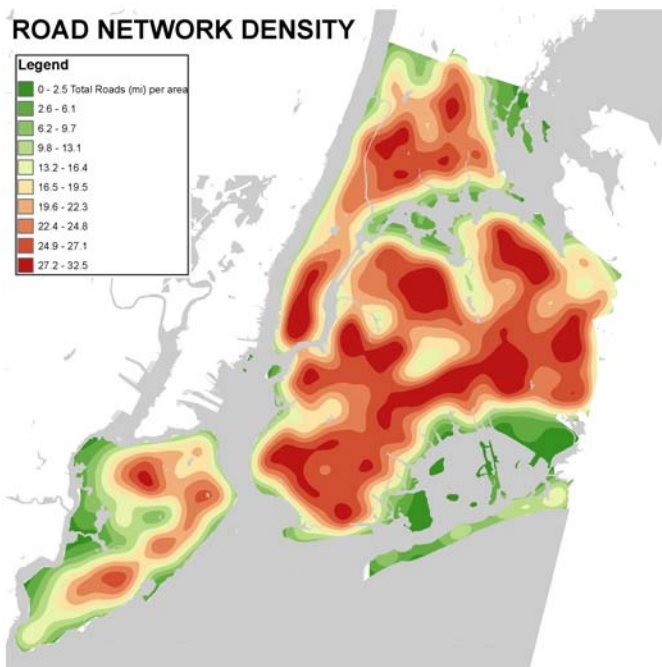 ROAD NETWORK DENSITY
Legend
0 - 2.5 Total Roads (mi) per area
2.6 - 6.1
6.2 - 9.7
9.8 - 13.1
13.2 - 16.4
16.5 - 19.5
19.6 - 22.3
22.4 - 24.8
24.9 - 27.1
27.2 - 32.5